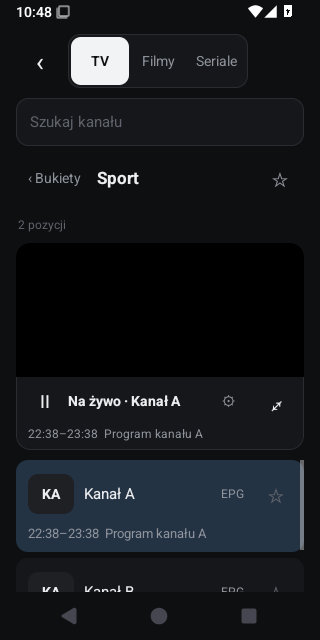 10:48
TV Filmy Seriale
Szukaj kanału
‹ Bukiety Sport
2 pozycji
Na żywo · Kanał A
22:38–23:38 Program kanału A
KA Kanał A EPG
22:38–23:38 Program kanału A
KA Kanał B EPG